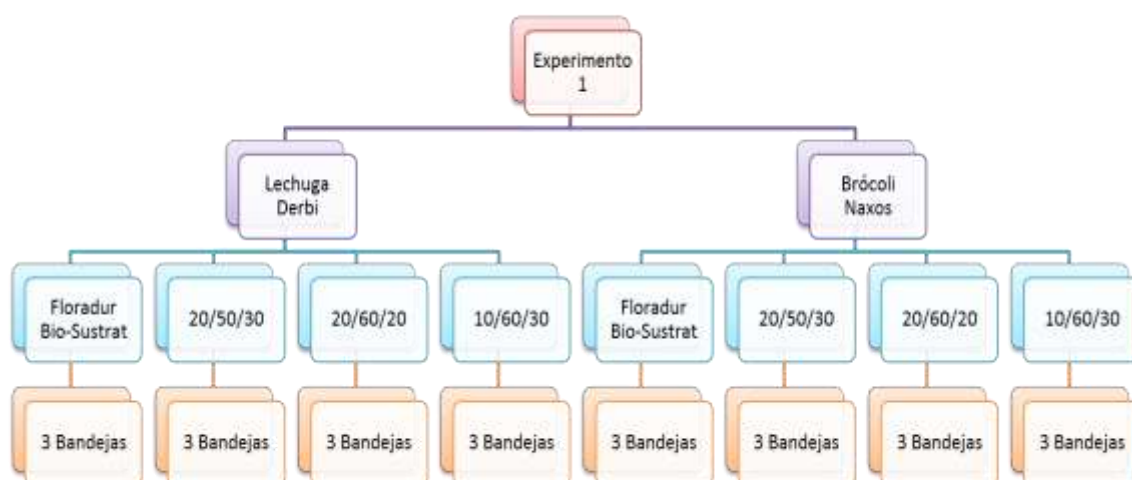 Experimento
1
Lechuga
Derbi
Brócoli
Naxos
Floradur
Bio-Sustrat
20/50/30
20/60/20
10/60/30
Floradur
Bio-Sustrat
20/50/30
20/60/20
10/60/30
3 Bandejas
3 Bandejas
3 Bandejas
3 Bandejas
3 Bandejas
3 Bandejas
3 Bandejas
3 Bandejas